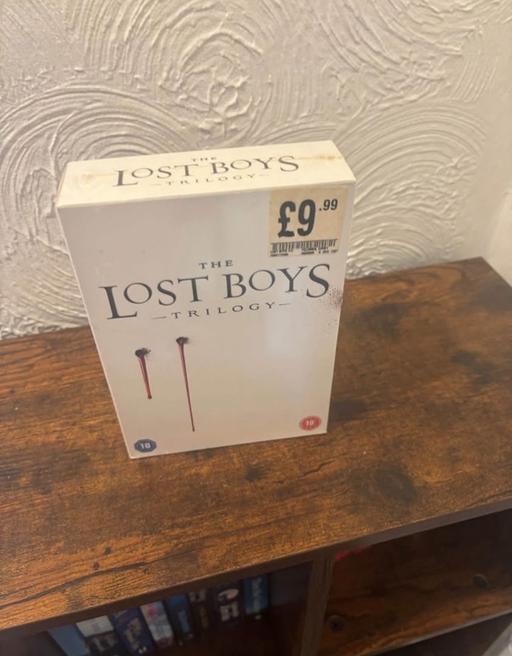 THE
LOST BOYS
-TRILOGY-
£9.99
THE
LOST BOYS
-TRILOGY-
18
18